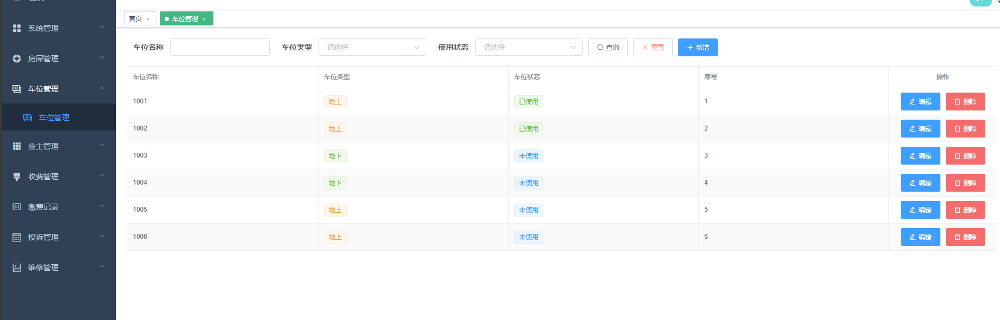 首页
系统管理
房屋管理
车位管理
车位管理
业主管理
收费管理
缴费记录
投诉管理
维修管理
首页 × 车位管理 ×
车位名称 车位类型 请选择 使用状态 请选择 查询 重置 新增
车位名称 车位类型 车位状态 序号 操作
1001 地上 已使用 1 编辑 删除
1002 地上 已使用 2 编辑 删除
1003 地下 未使用 3 编辑 删除
1004 地下 未使用 4 编辑 删除
1005 地上 未使用 5 编辑 删除
1006 地上 未使用 6 编辑 删除